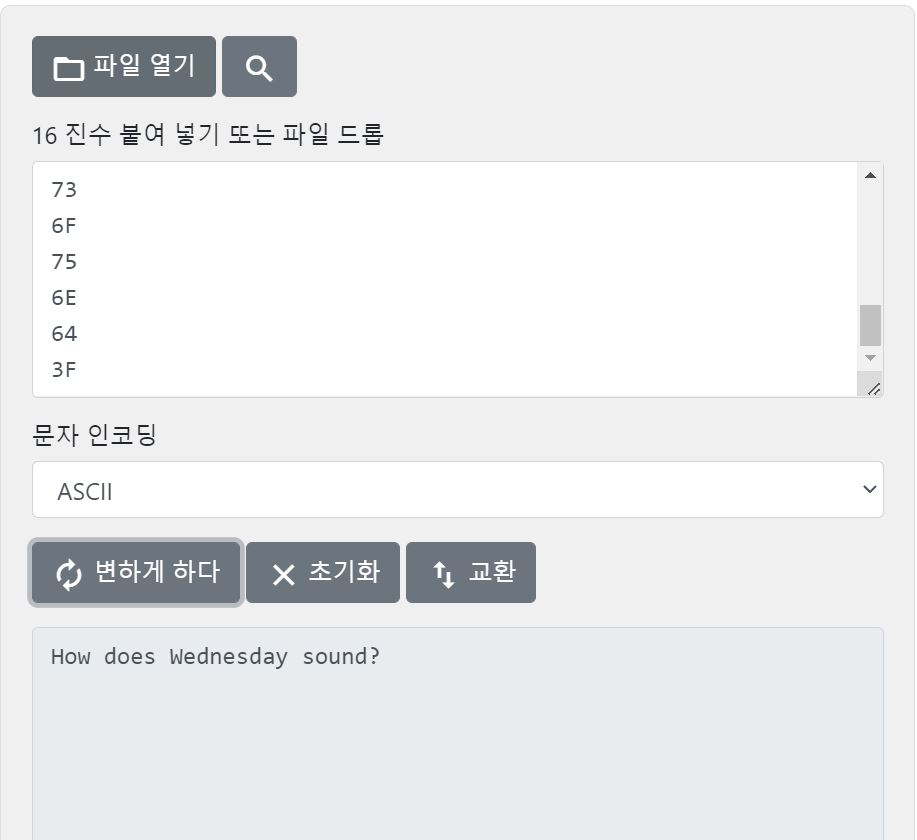 파일 열기
16 진수 붙여 넣기 또는 파일 드롭
73
6F
75
6E
64
3F
문자 인코딩
ASCII
변하게 하다 초기화 교환
How does Wednesday sound?